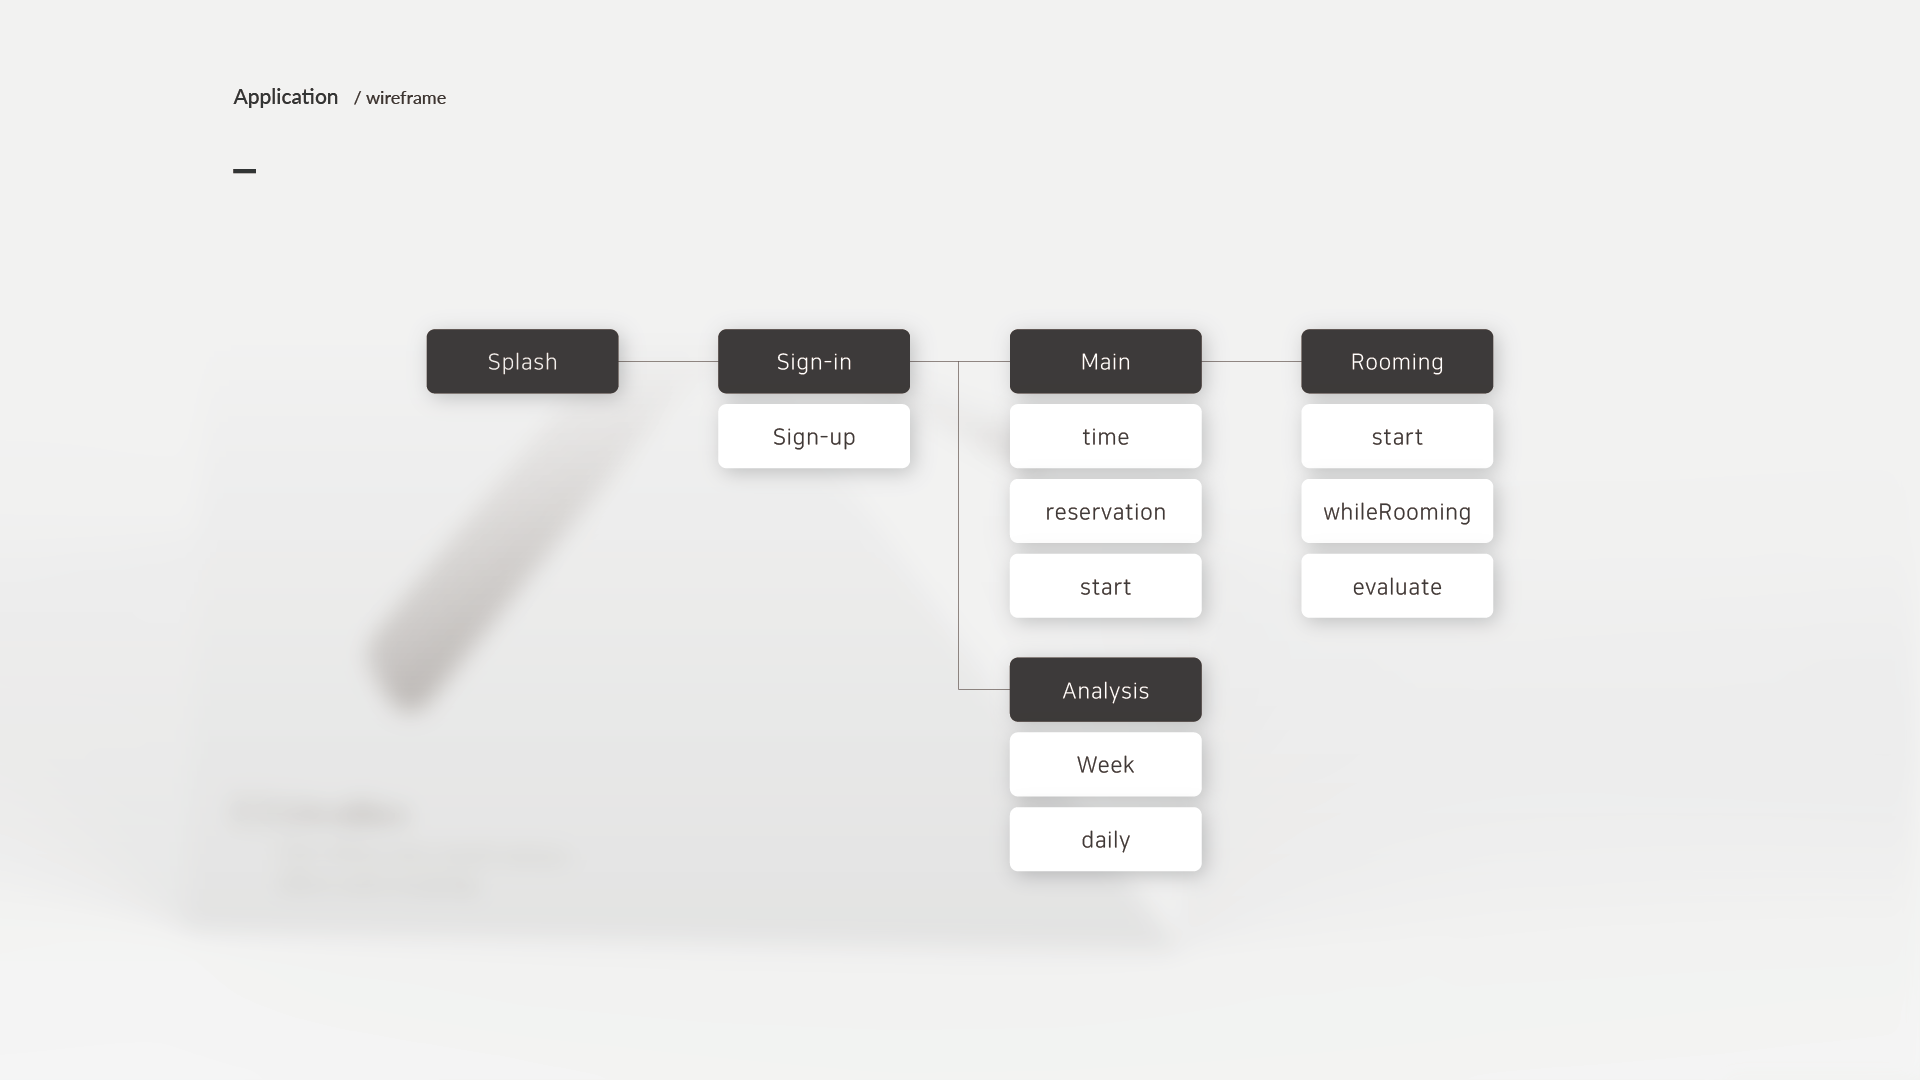 Application / wireframe
Splash
Sign-in
Sign-up
Main
time
reservation
start
Rooming
start
whileRooming
evaluate
Analysis
Week
daily